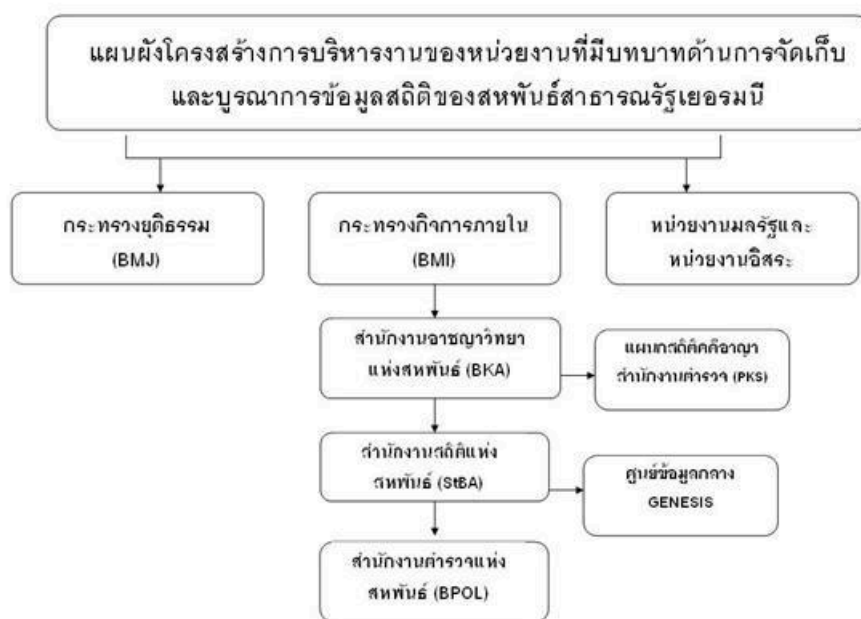 แผนผังโครงสร้างการบริหารงานของหน่วยงานที่มีบทบาทด้านการจัดเก็บ
และบูรณาการข้อมูลสถิติของสหพันธ์สาธารณรัฐเยอรมนี
กระทรวงยุติธรรม
(BMJ)
กระทรวงกิจการภายใน
(BMI)
หน่วยงานมลรัฐและ
หน่วยงานอิสระ
สำนักงานอาชญาวิทยา
แห่งสหพันธ์ (BKA)
แผนกสถิติคดีอาญา
สำนักงานตำรวจ (PKS)
สำนักงานสถิติแห่ง
สหพันธ์ (StBA)
ศูนย์ข้อมูลกลาง
GENESIS
สำนักงานตำรวจแห่ง
สหพันธ์ (BPOL)